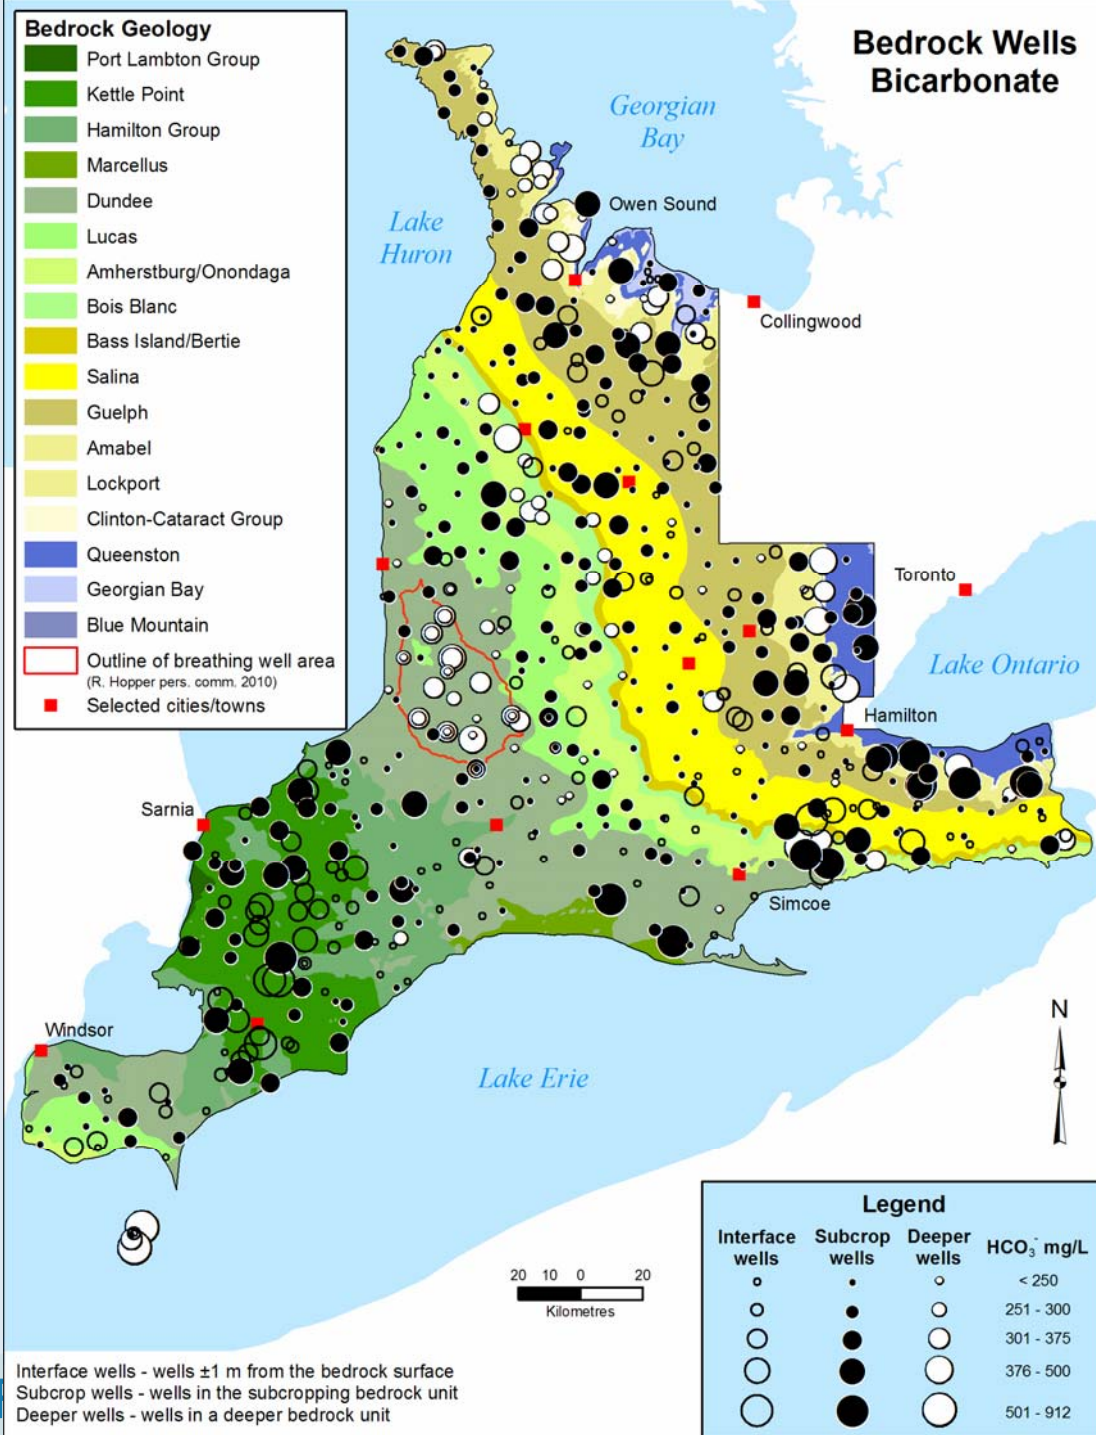 Bedrock Geology
Port Lambton Group
Kettle Point
Hamilton Group
Marcellus
Dundee
Lucas
Amherstburg/Onondaga
Bois Blanc
Bass Island/Bertie
Salina
Guelph
Amabel
Lockport
Clinton-Cataract Group
Queenston
Georgian Bay
Blue Mountain
Outline of breathing well area
(R. Hopper pers. comm. 2010)
Selected cities/towns
Bedrock Wells
Bicarbonate
Georgian
Bay
Lake
Huron
Owen Sound
Collingwood
Toronto
Lake Ontario
Hamilton
Sarnia
Simcoe
Windsor
Lake Erie
N
20 10 0 20
Kilometres
Legend
Interface wells
Subcrop wells
Deeper wells
HCO₃⁻ mg/L
< 250
251 - 300
301 - 375
376 - 500
501 - 912
Interface wells - wells ±1 m from the bedrock surface
Subcrop wells - wells in the subcropping bedrock unit
Deeper wells - wells in a deeper bedrock unit